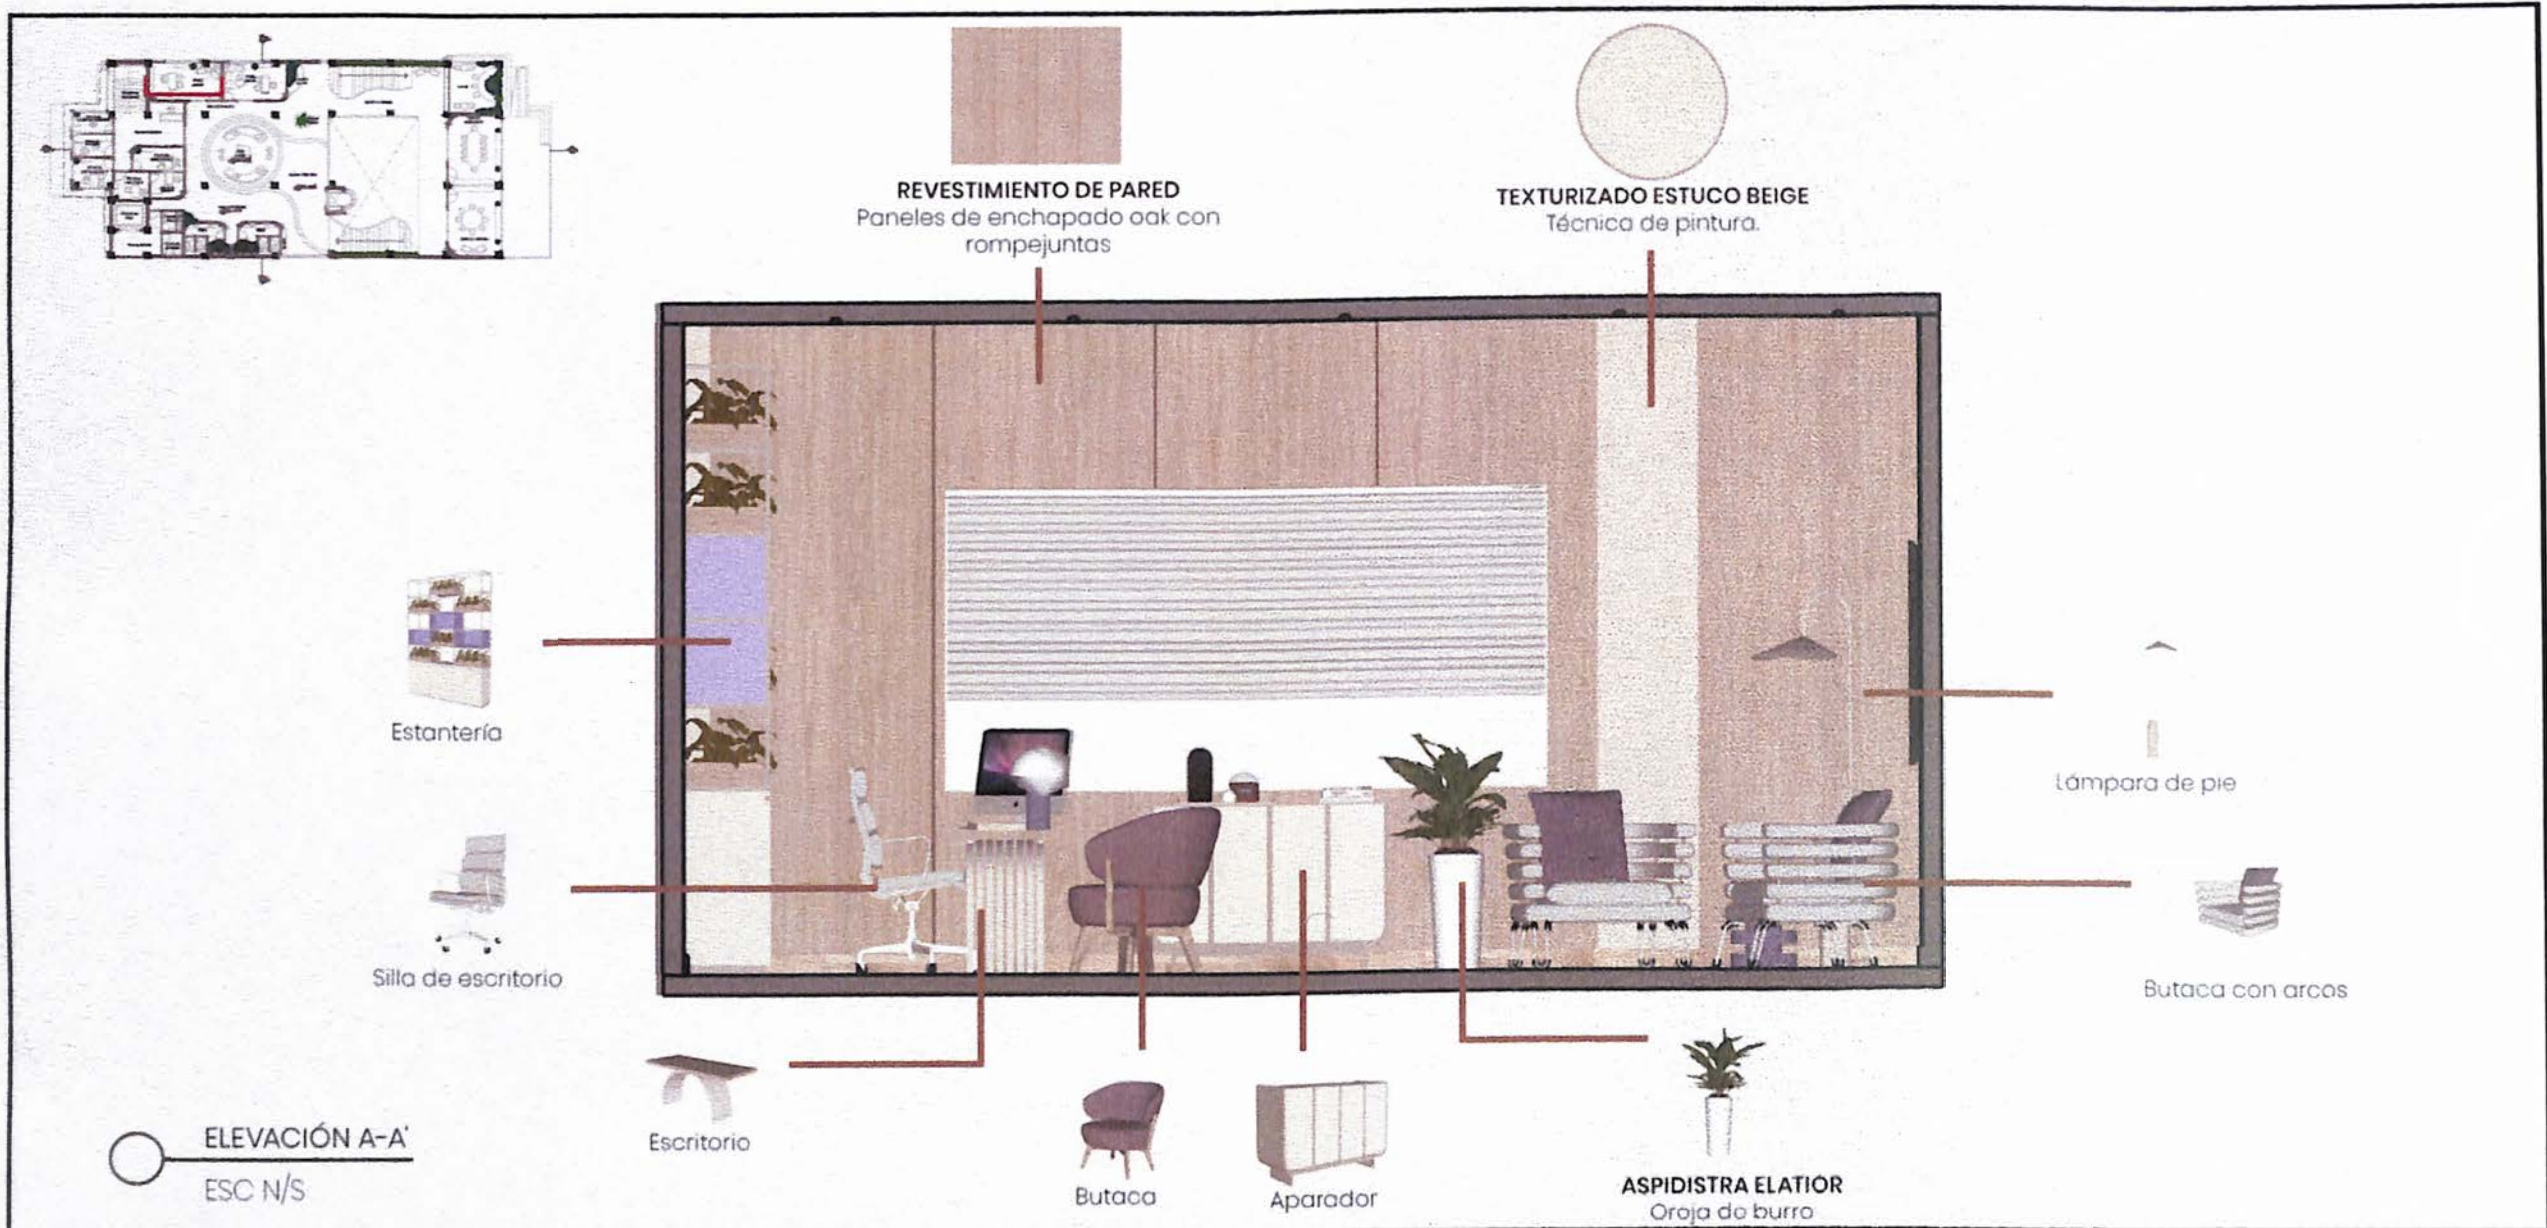 REVESTIMIENTO DE PARED
Paneles de enchapado oak con
rompejuntas
TEXTURIZADO ESTUCO BEIGE
Técnica de pintura.
Estantería
Lámpara de pie
Silla de escritorio
Butaca con arcos
Escritorio
Butaca
Aparador
ASPIDISTRA ELATIOR
Oroja do burro
ELEVACIÓN A-A'
ESC N/S